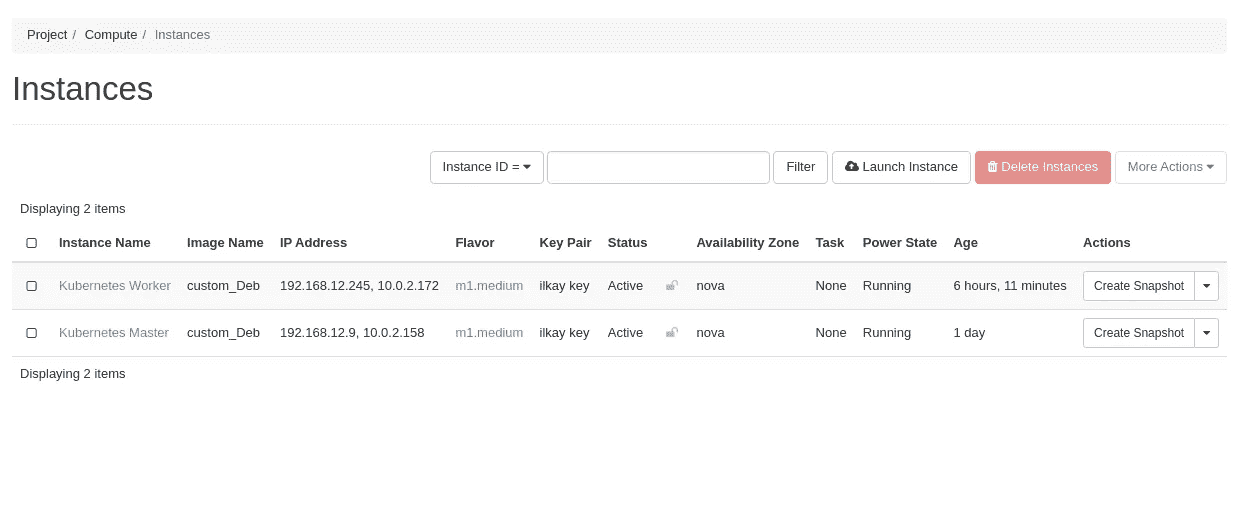 Project / Compute / Instances
Instances
Instance ID = Filter Launch Instance Delete Instances More Actions
Displaying 2 items
Instance Name Image Name IP Address Flavor Key Pair Status Availability Zone Task Power State Age Actions
Kubernetes Worker custom_Deb 192.168.12.245, 10.0.2.172 m1.medium ilkay key Active nova None Running 6 hours, 11 minutes Create Snapshot
Kubernetes Master custom_Deb 192.168.12.9, 10.0.2.158 m1.medium ilkay key Active nova None Running 1 day Create Snapshot
Displaying 2 items